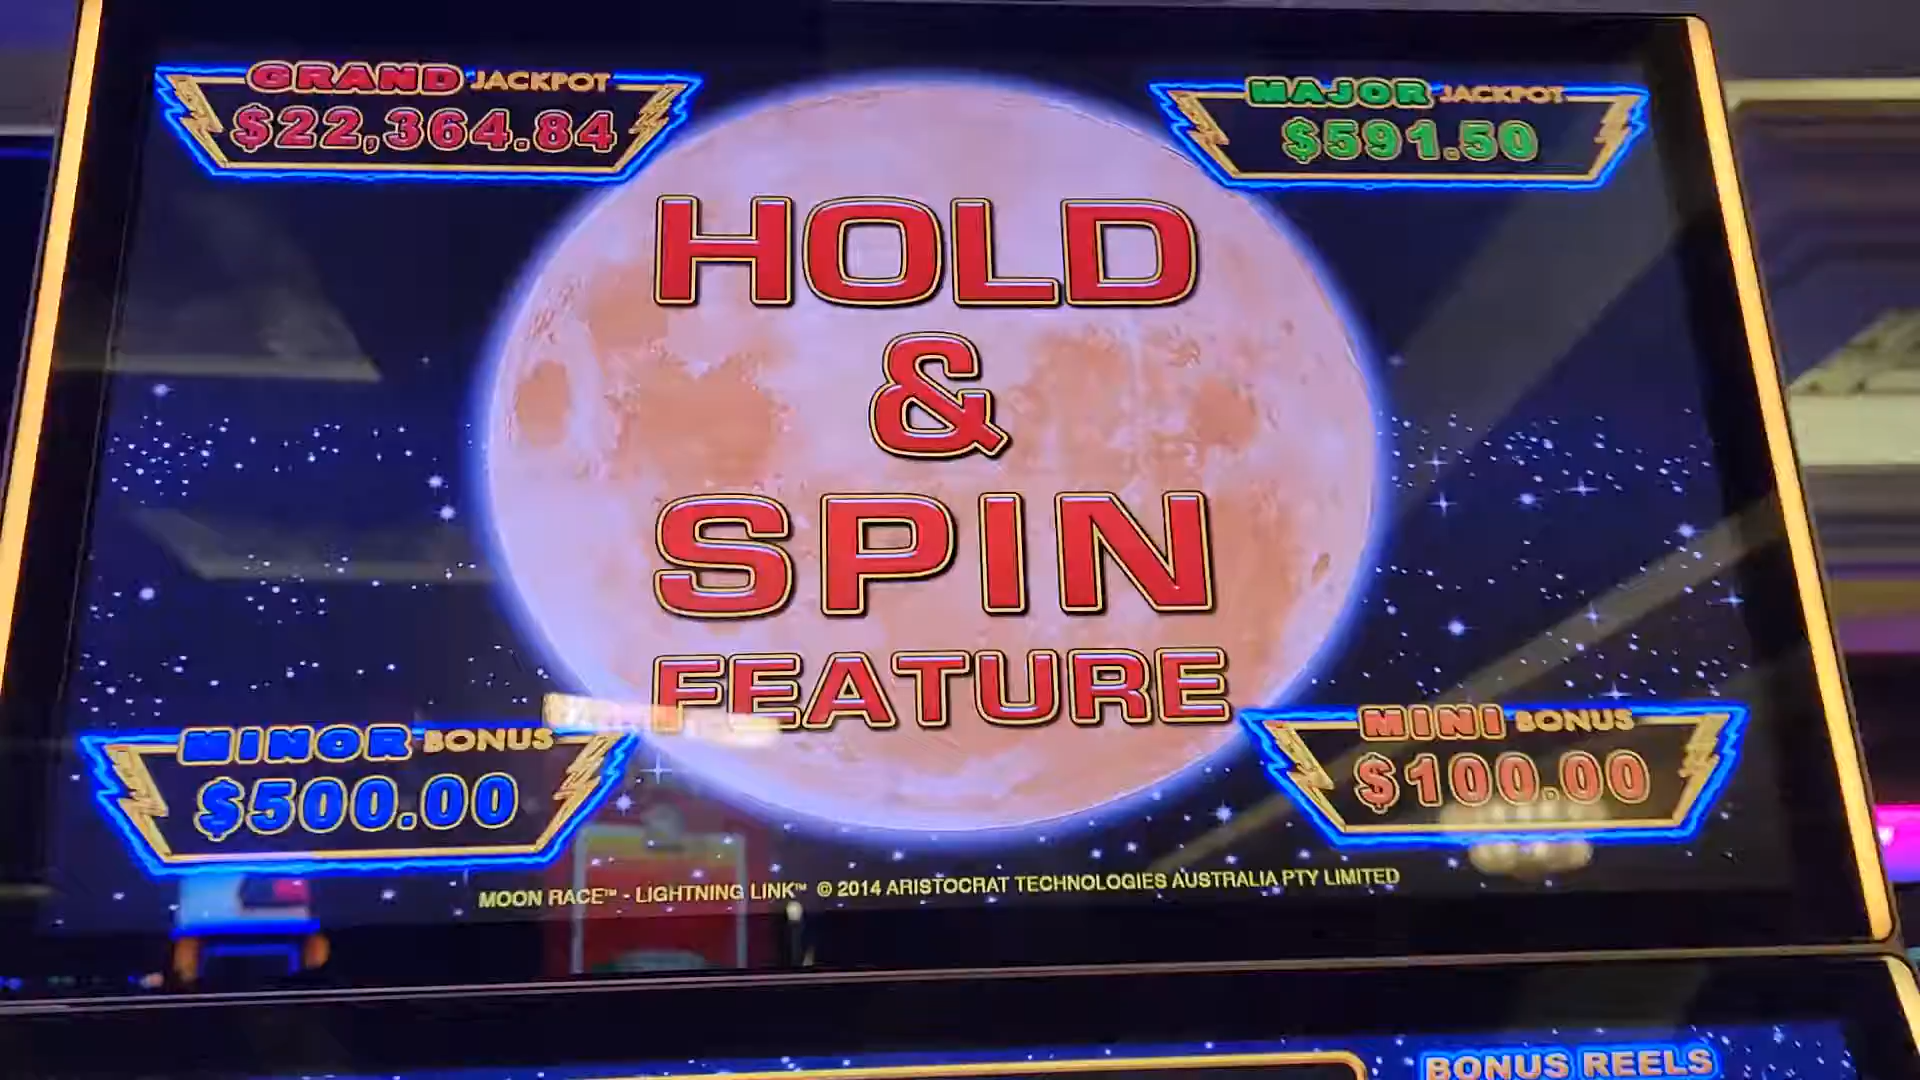 GRAND JACKPOT
$22,364.84
MAJOR JACKPOT
$591.50
HOLD
&
SPIN
FEATURE
MINOR BONUS
$500.00
MINI BONUS
$100.00
MOON RACE™ - LIGHTNING LINK™ © 2014 ARISTOCRAT TECHNOLOGIES AUSTRALIA PTY LIMITED
BONUS REELS